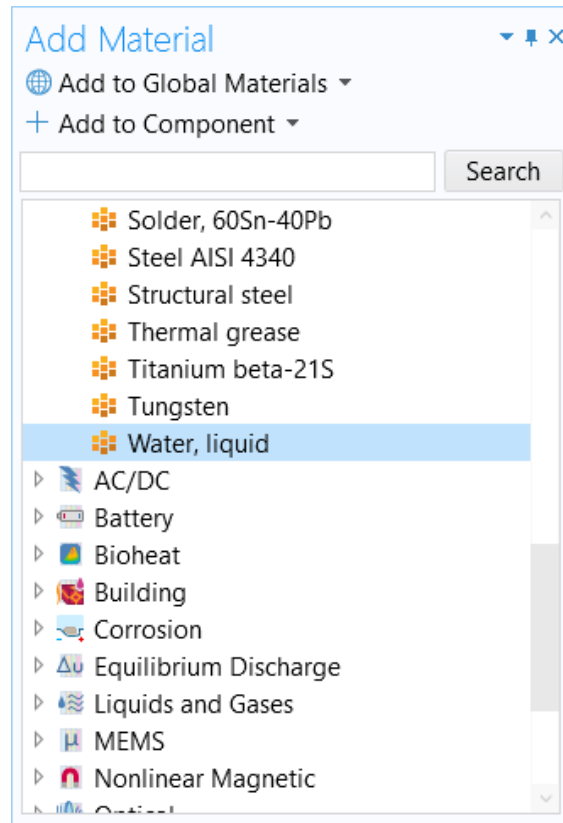 Add Material
Add to Global Materials
Add to Component
Search
Solder, 60Sn-40Pb
Steel AISI 4340
Structural steel
Thermal grease
Titanium beta-21S
Tungsten
Water, liquid
AC/DC
Battery
Bioheat
Building
Corrosion
Δυ Equilibrium Discharge
Liquids and Gases
μ MEMS
Nonlinear Magnetic
Optical